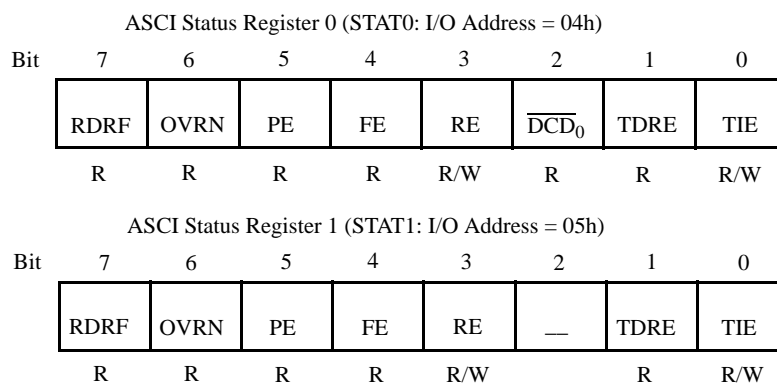 ASCI Status Register 0 (STAT0: I/O Address = 04h)
Bit 7 6 5 4 3 2 1 0
RDRF OVRN PE FE RE D̅C̅D̅₀ TDRE TIE
R R R R R/W R R R/W
ASCI Status Register 1 (STAT1: I/O Address = 05h)
Bit 7 6 5 4 3 2 1 0
RDRF OVRN PE FE RE __ TDRE TIE
R R R R R/W R R/W